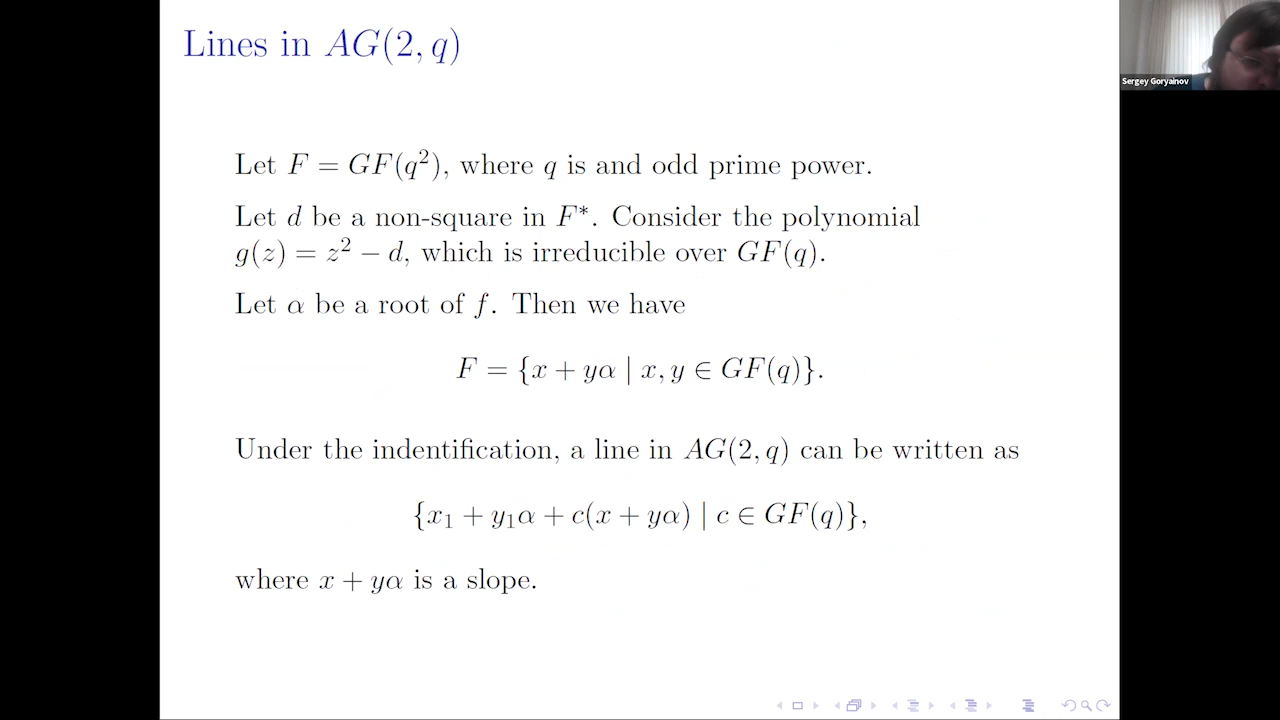 Lines in AG(2, q)
Sergey Goryainov
Let F = GF(q²), where q is and odd prime power.
Let d be a non-square in F*. Consider the polynomial
g(z) = z² − d, which is irreducible over GF(q).
Let α be a root of f. Then we have
F = {x + yα | x, y ∈ GF(q)}.
Under the indentification, a line in AG(2, q) can be written as
{x₁ + y₁α + c(x + yα) | c ∈ GF(q)},
where x + yα is a slope.